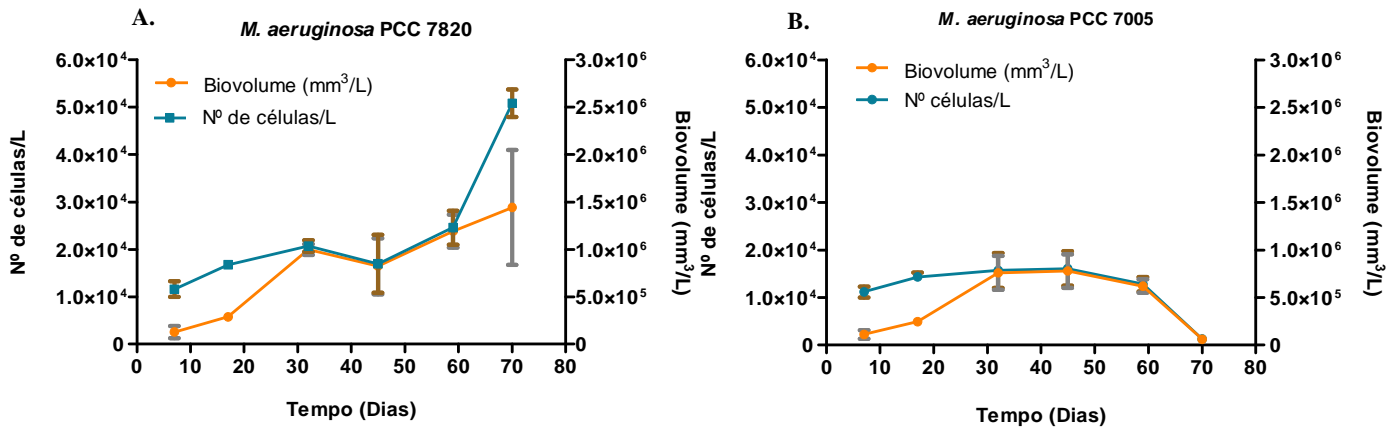 A.
M. aeruginosa PCC 7820
6.0×10⁴
5.0×10⁴
4.0×10⁴
3.0×10⁴
2.0×10⁴
1.0×10⁴
0
Nº de células/L
Biovolume (mm³/L)
Nº de células/L
3.0×10⁶
2.5×10⁶
2.0×10⁶
1.5×10⁶
1.0×10⁶
5.0×10⁵
0
Biovolume (mm³/L)
0 10 20 30 40 50 60 70 80
Tempo (Dias)
B.
M. aeruginosa PCC 7005
6.0×10⁴
5.0×10⁴
4.0×10⁴
3.0×10⁴
2.0×10⁴
1.0×10⁴
0
Nº de células/L
Biovolume (mm³/L)
Nº células/L
3.0×10⁶
2.5×10⁶
2.0×10⁶
1.5×10⁶
1.0×10⁶
5.0×10⁵
0
Biovolume (mm³/L)
0 10 20 30 40 50 60 70 80
Tempo (Dias)